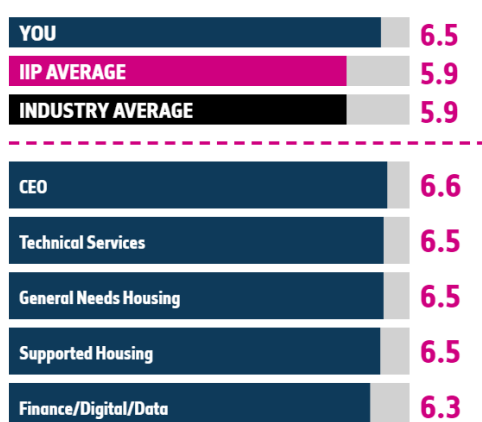 YOU 6.5
IIP AVERAGE 5.9
INDUSTRY AVERAGE 5.9
CEO 6.6
Technical Services 6.5
General Needs Housing 6.5
Supported Housing 6.5
Finance/Digital/Data 6.3